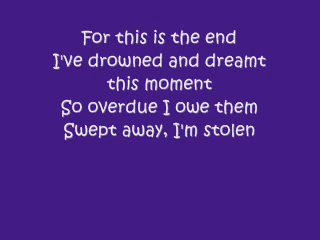 For this is the end
I've drowned and dreamt
this moment
So overdue I owe them
Swept away, I'm stolen